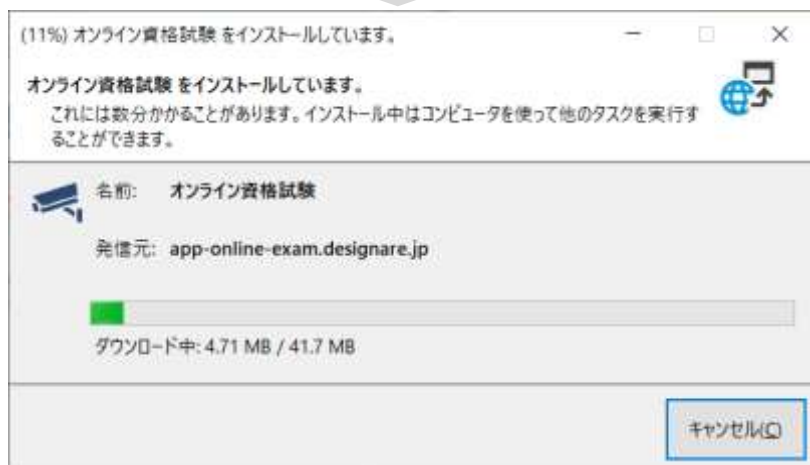 (11%) オンライン資格試験 をインストールしています。
オンライン資格試験 をインストールしています。
これには数分かかることがあります。インストール中はコンピュータを使って他のタスクを実行す
ることができます。
名前: オンライン資格試験
発信元: app-online-exam.designare.jp
ダウンロード中: 4.71 MB / 41.7 MB
キャンセル(C)